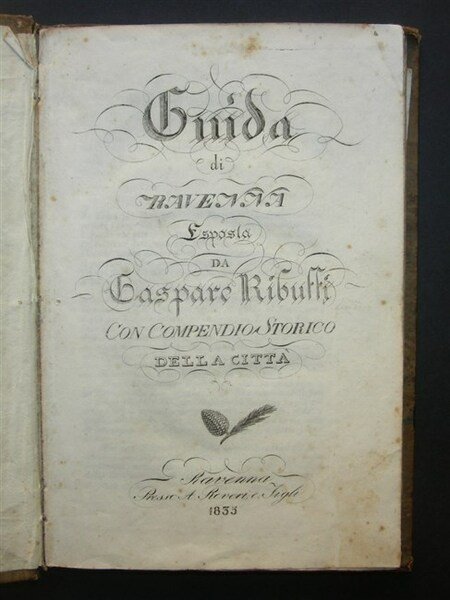 Guida
di
RAVENNA
Esposta
DA
Gaspare Ribuffi
CON COMPENDIO STORICO
DELLA CITTÀ
Ravenna
Presso A. Roveri e Figli
1835